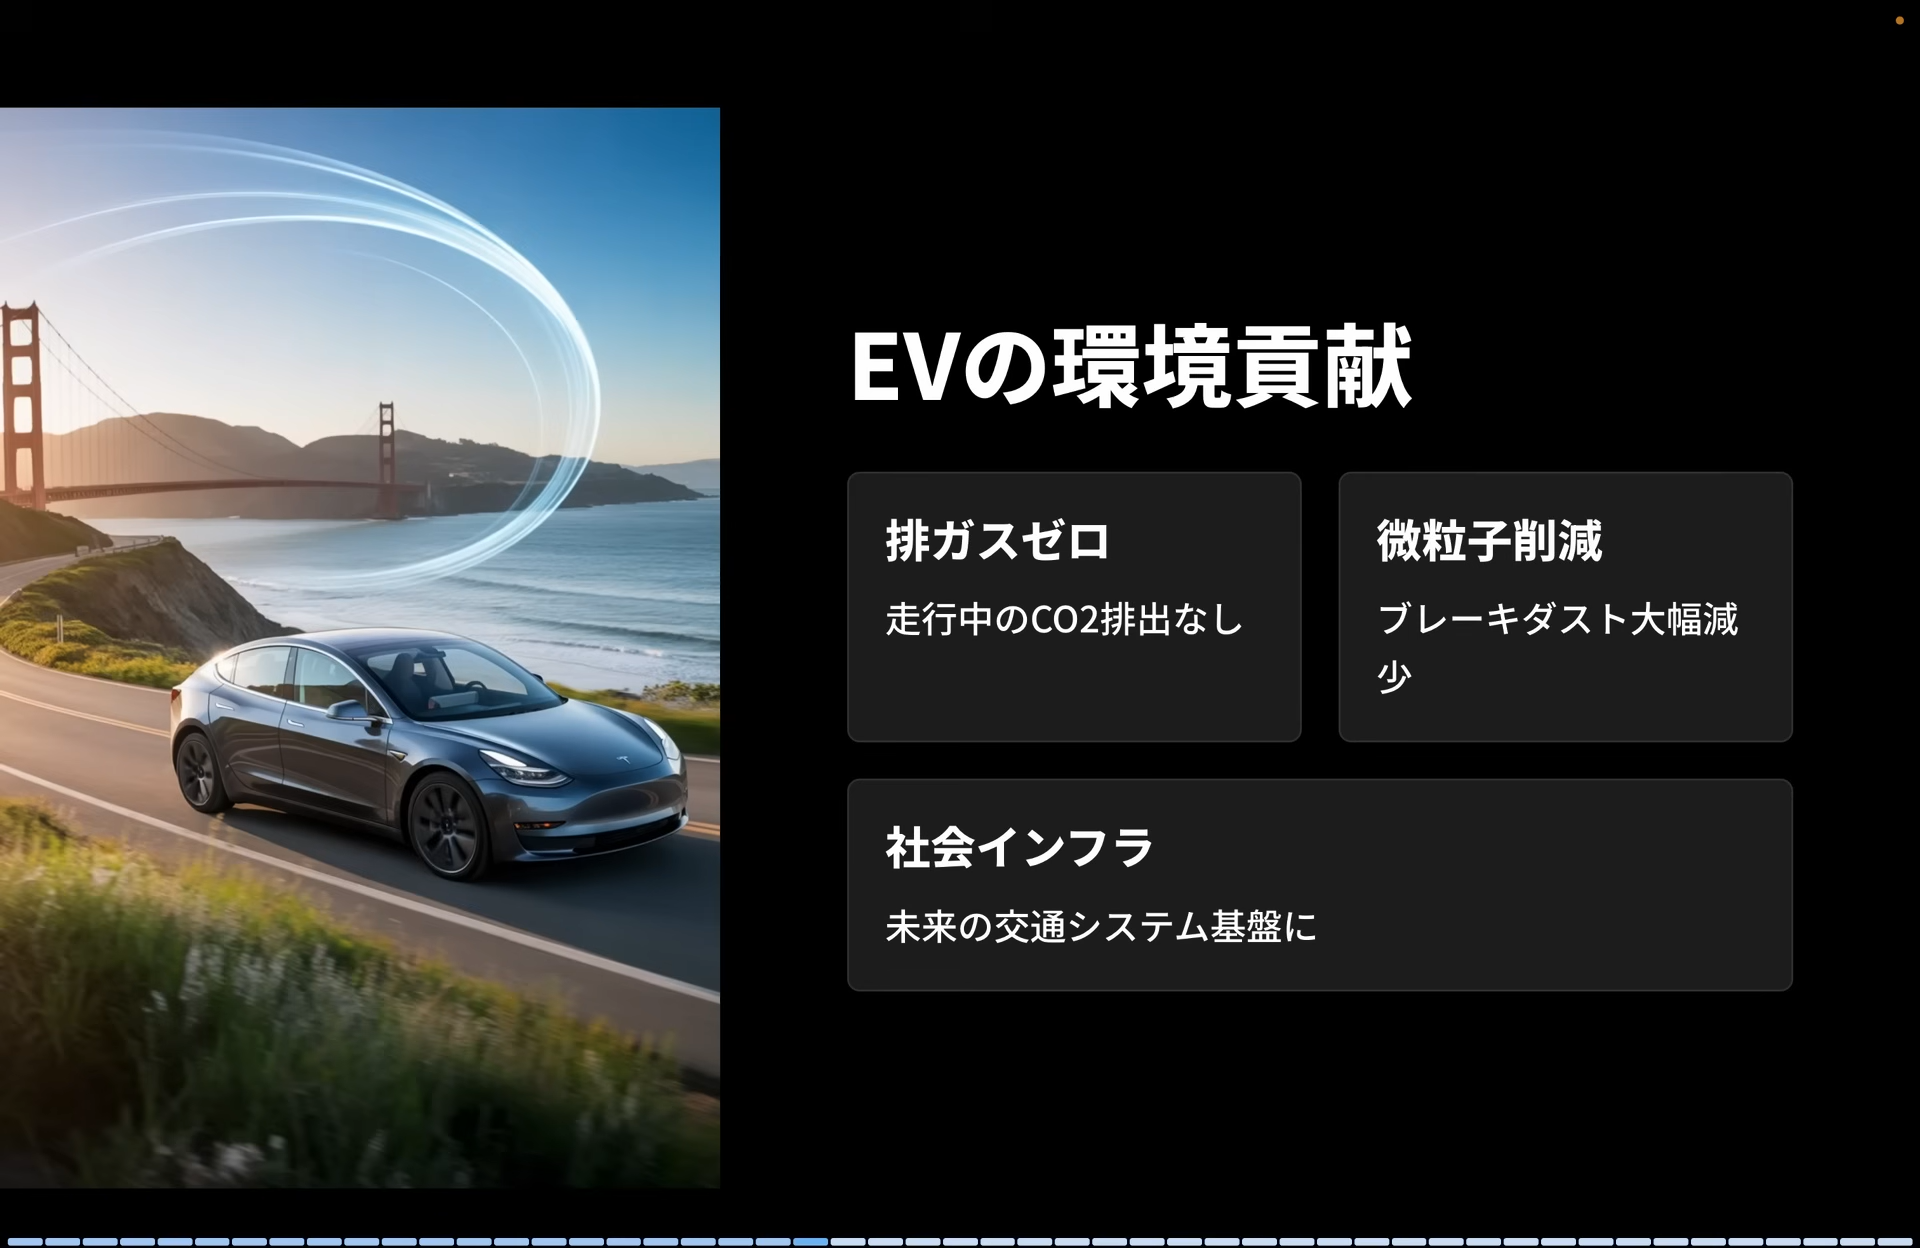 EVの環境貢献
排ガスゼロ
走行中のCO2排出なし
微粒子削減
ブレーキダスト大幅減
少
社会インフラ
未来の交通システム基盤に